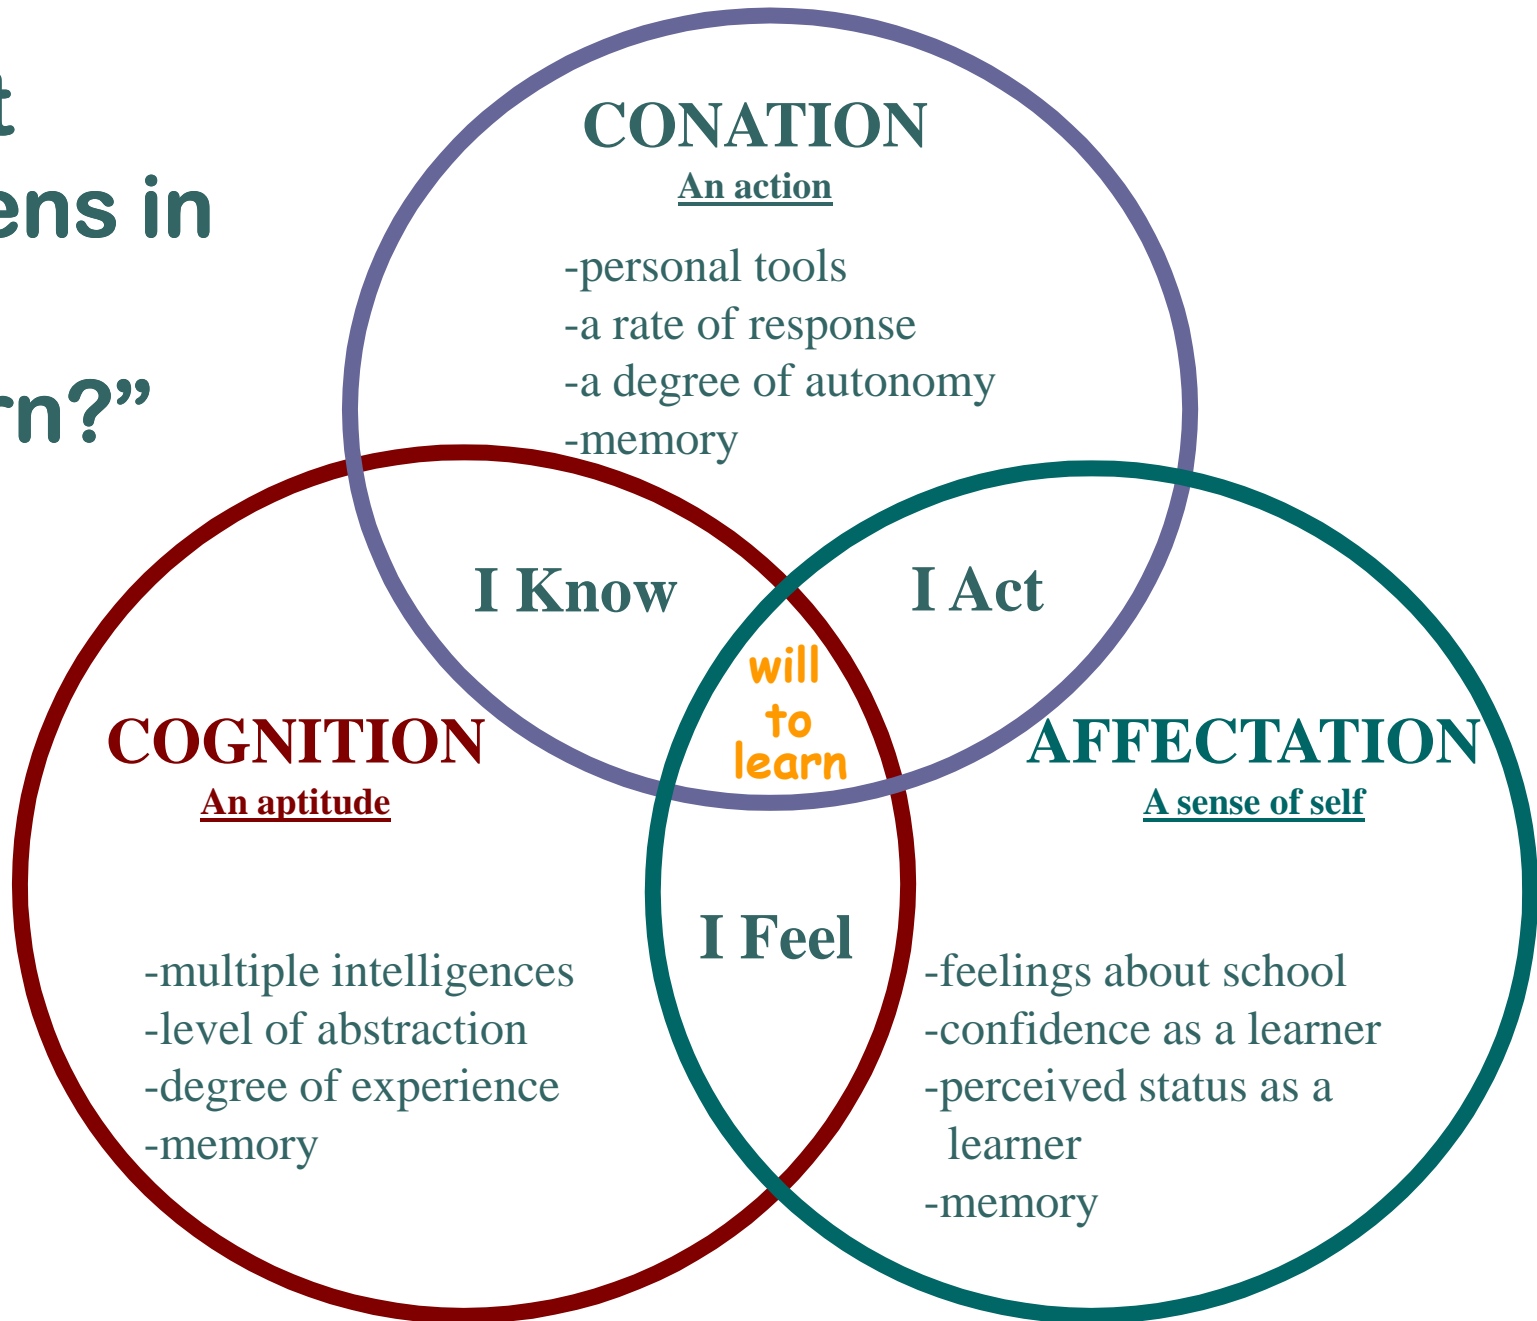 t
ens in
rn?”
CONATION
An action
-personal tools
-a rate of response
-a degree of autonomy
-memory
I Know
I Act
will
to
learn
COGNITION
An aptitude
AFFECTATION
A sense of self
I Feel
-multiple intelligences
-level of abstraction
-degree of experience
-memory
-feelings about school
-confidence as a learner
-perceived status as a
learner
-memory